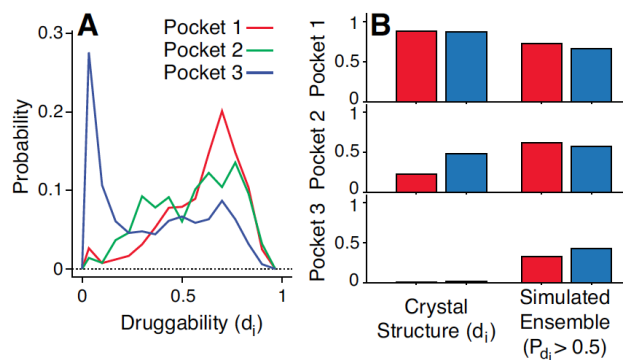 A
Pocket 1
Pocket 2
Pocket 3
0.3
0.2
0.1
0
Probability
0
0.5
1
Druggability (di)
B
Pocket 1
1
0.5
0
Pocket 2
1
0.5
0
Pocket 3
1
0.5
0
Crystal
Structure (di)
Simulated
Ensemble
(Pdi > 0.5)